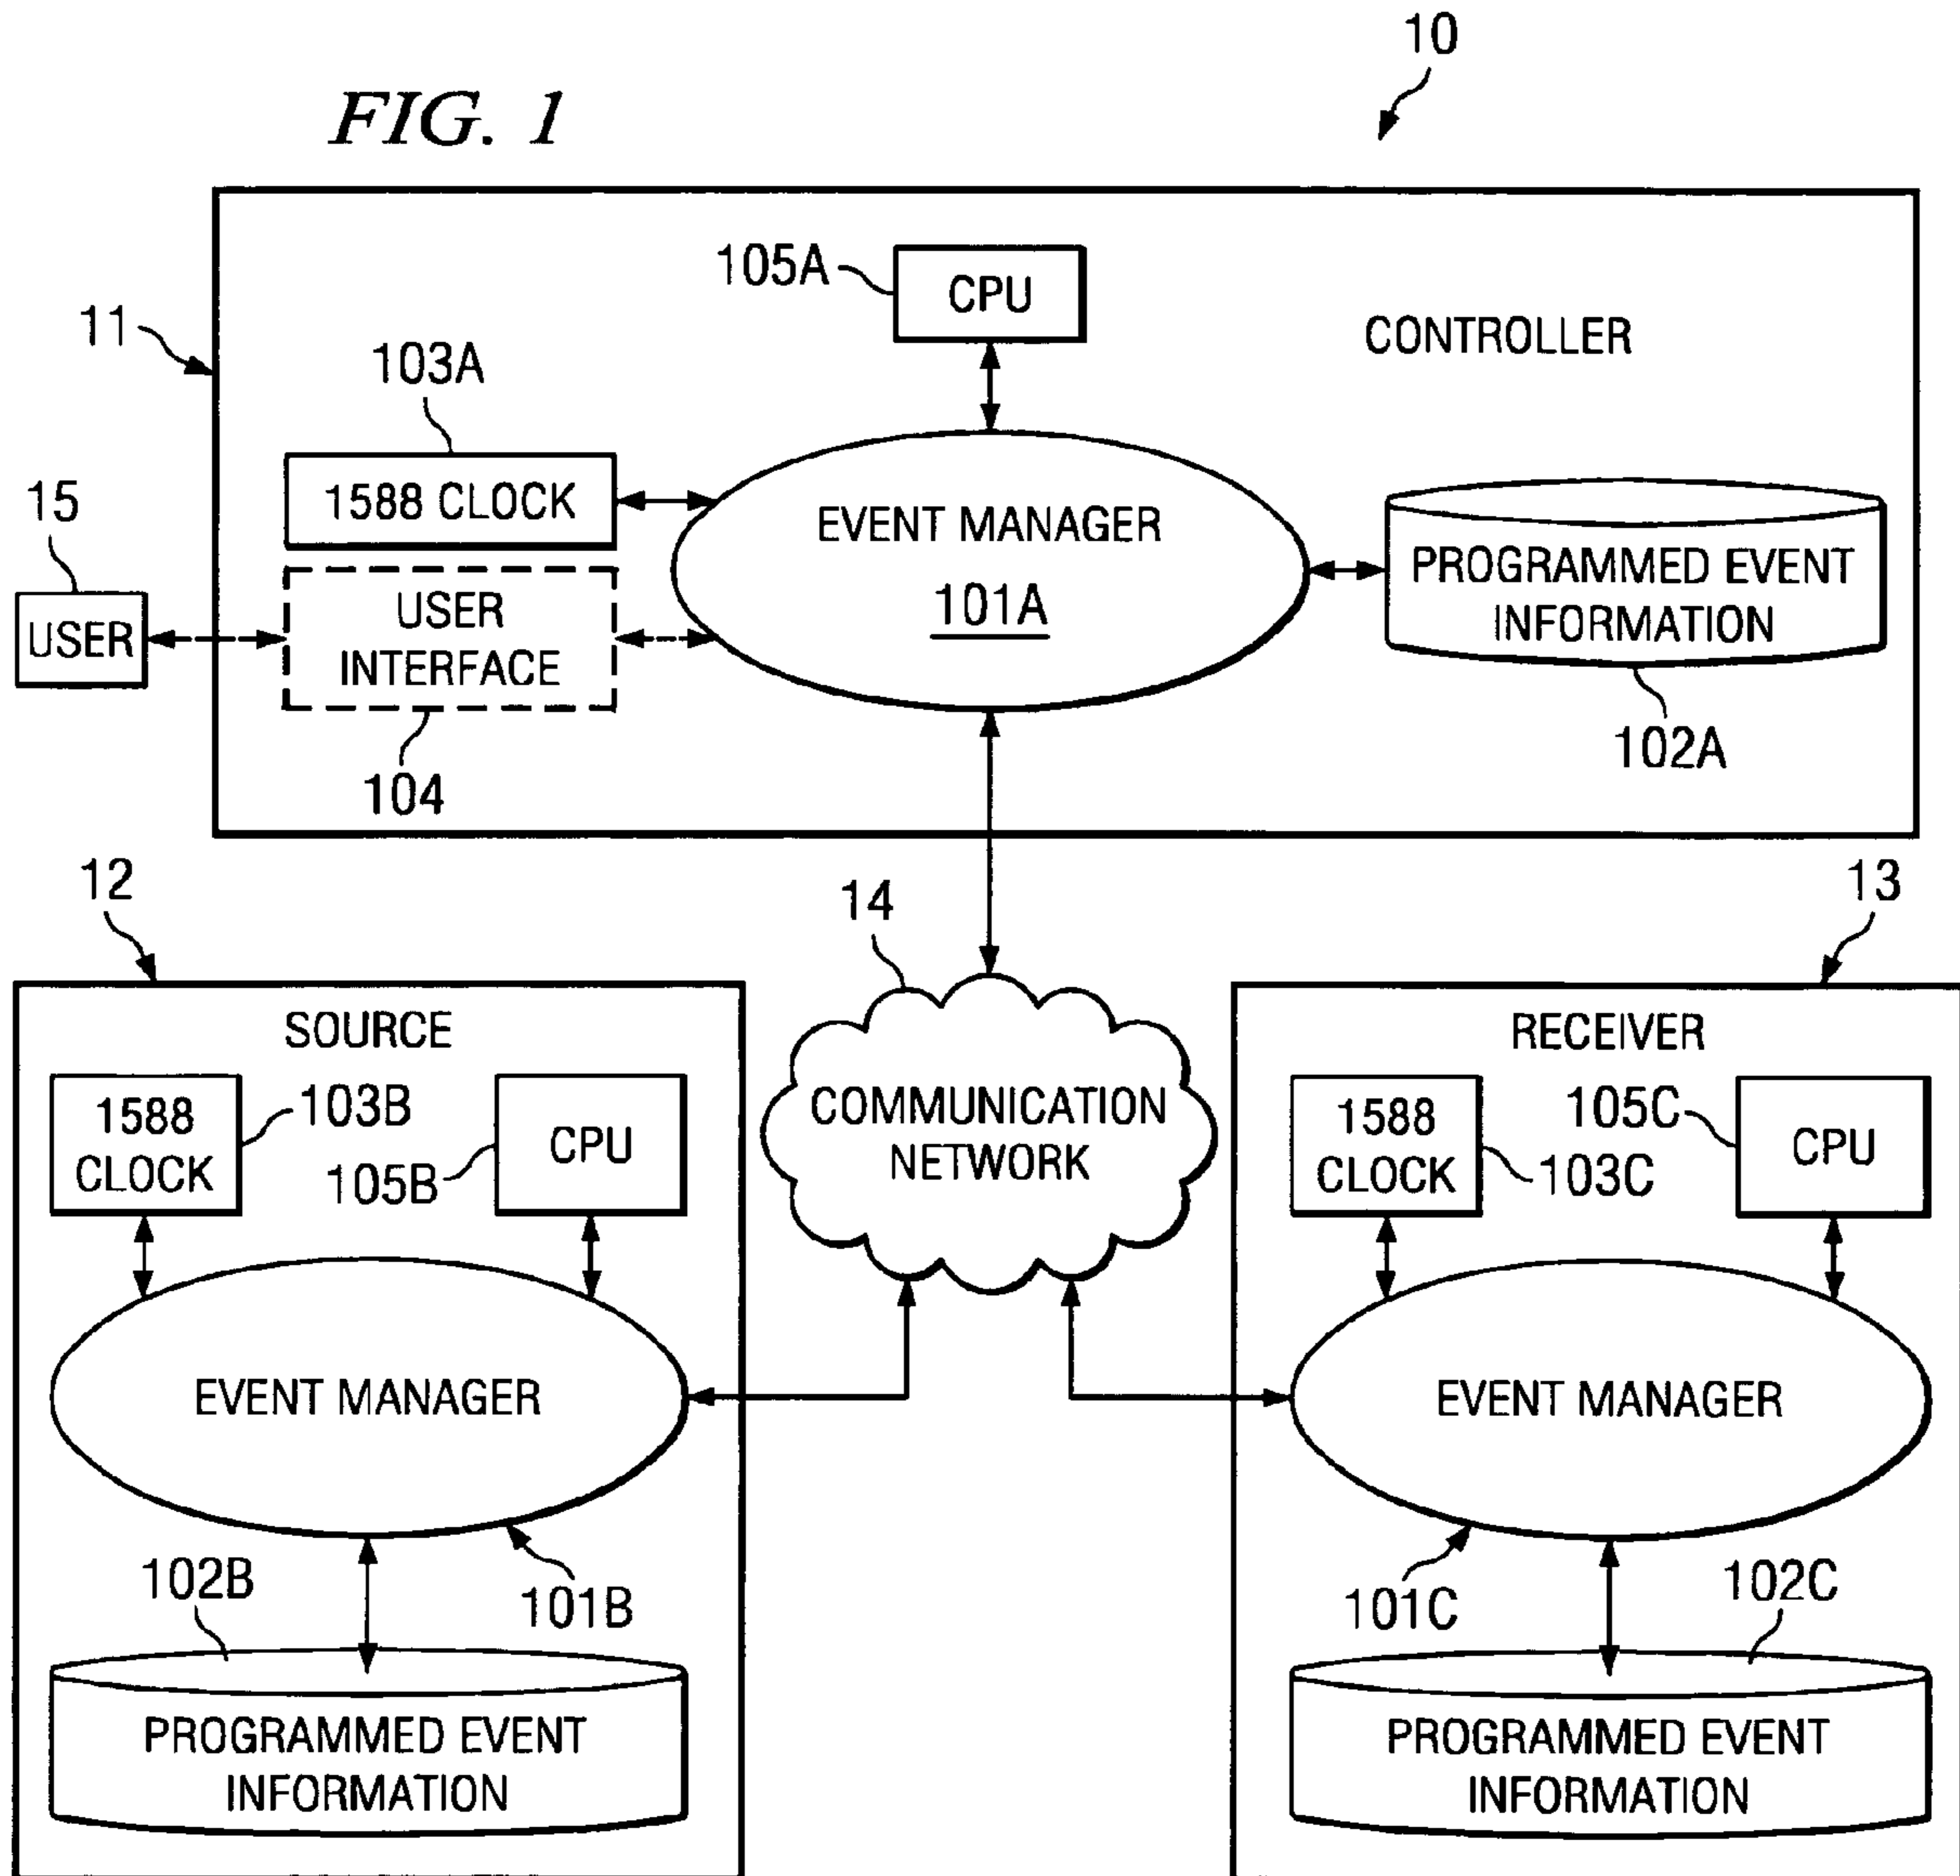 10
FIG. 1
105A
CPU
CONTROLLER
11
103A
1588 CLOCK
EVENT MANAGER
101A
PROGRAMMED EVENT
INFORMATION
15
USER
USER
INTERFACE
104
102A
12
14
13
SOURCE
1588
CLOCK
103B
CPU
105B
COMMUNICATION
NETWORK
RECEIVER
1588
CLOCK
103C
105C
CPU
EVENT MANAGER
EVENT MANAGER
102B
101B
101C
102C
PROGRAMMED EVENT
INFORMATION
PROGRAMMED EVENT
INFORMATION